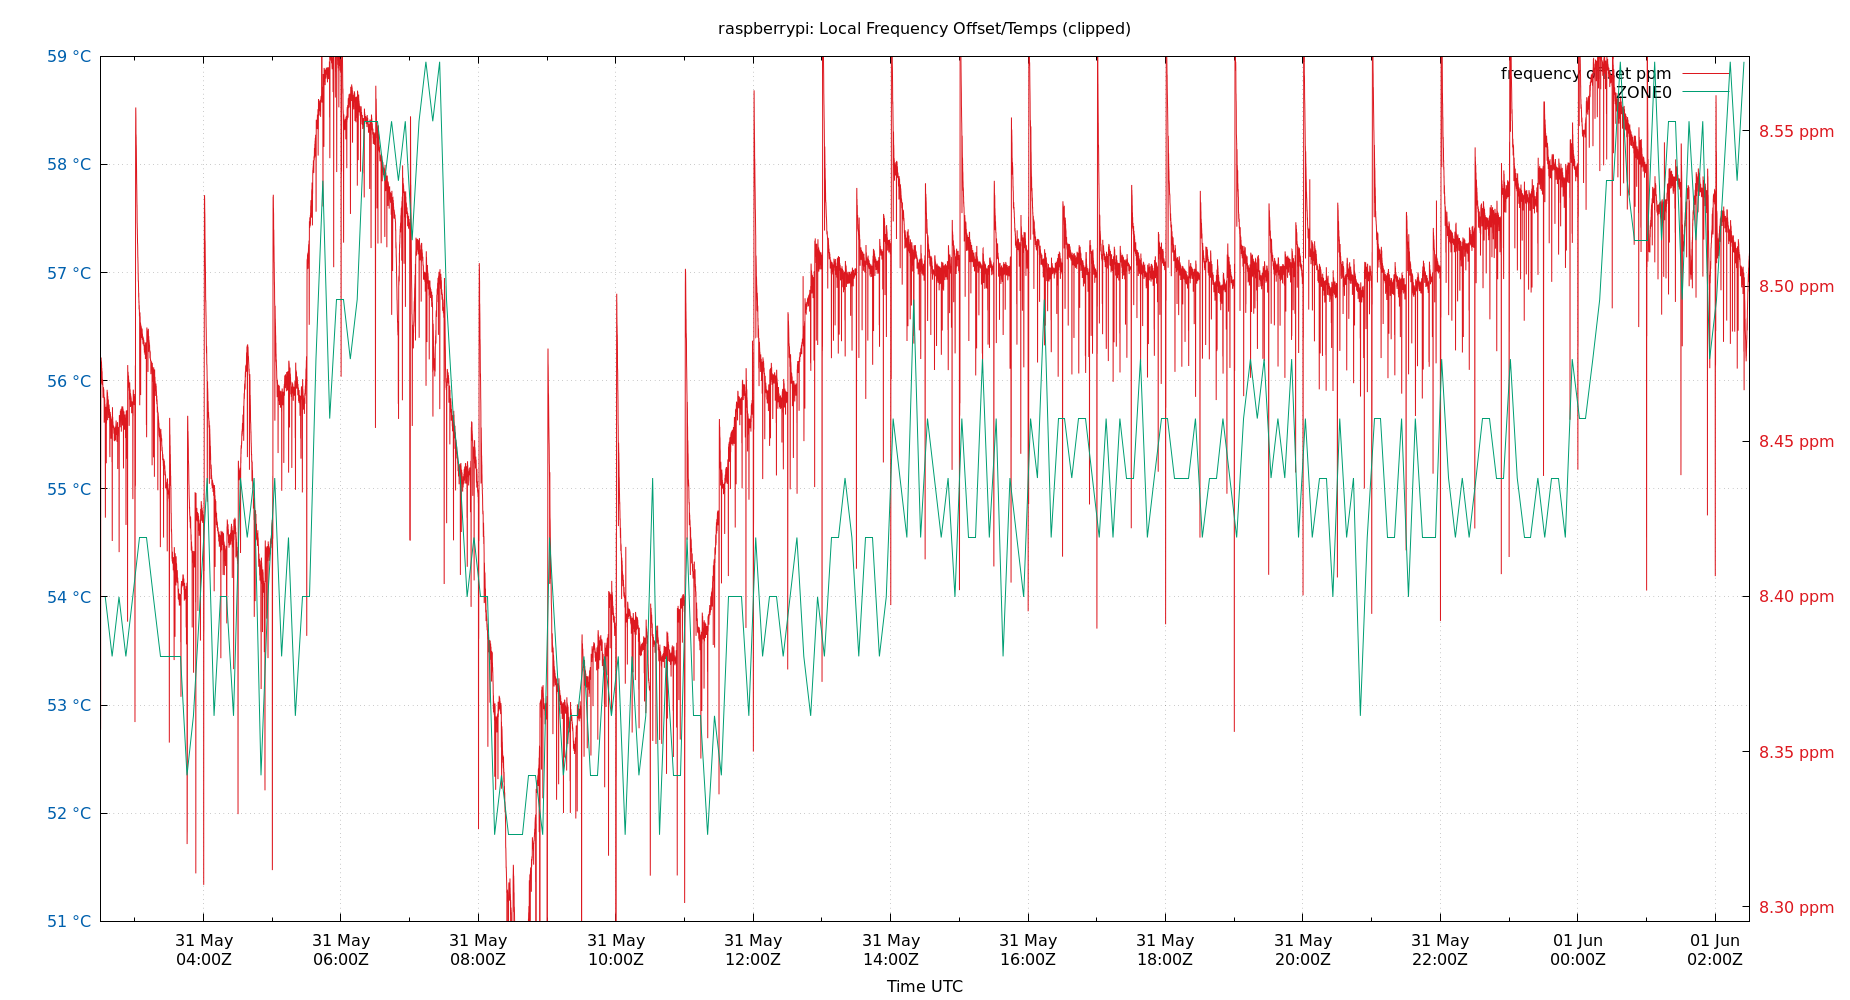 raspberrypi: Local Frequency Offset/Temps (clipped)
frequency offset ppm
ZONE0
59 °C
58 °C
57 °C
56 °C
55 °C
54 °C
53 °C
52 °C
51 °C
8.55 ppm
8.50 ppm
8.45 ppm
8.40 ppm
8.35 ppm
8.30 ppm
31 May 31 May 31 May 31 May 31 May 31 May 31 May 31 May 31 May 31 May 01 Jun 01 Jun
04:00Z 06:00Z 08:00Z 10:00Z 12:00Z 14:00Z 16:00Z 18:00Z 20:00Z 22:00Z 00:00Z 02:00Z
Time UTC